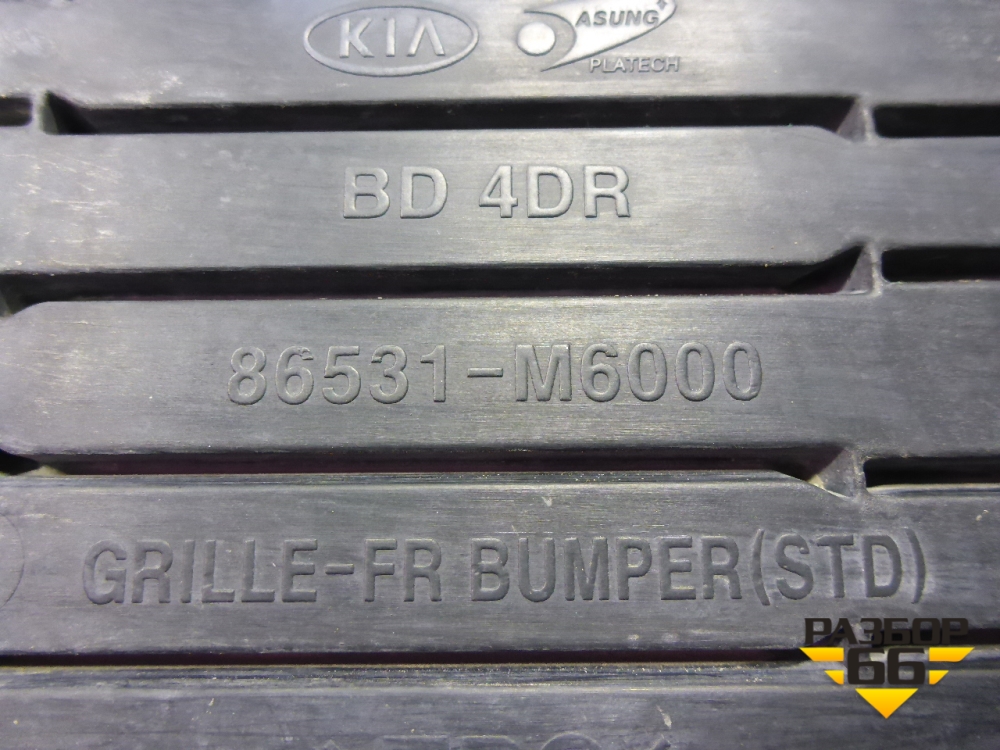 KIA ASUNG
PLATECH
BD 4DR
86531-M6000
GRILLE-FR BUMPER(STD)
РАЗБОР
66